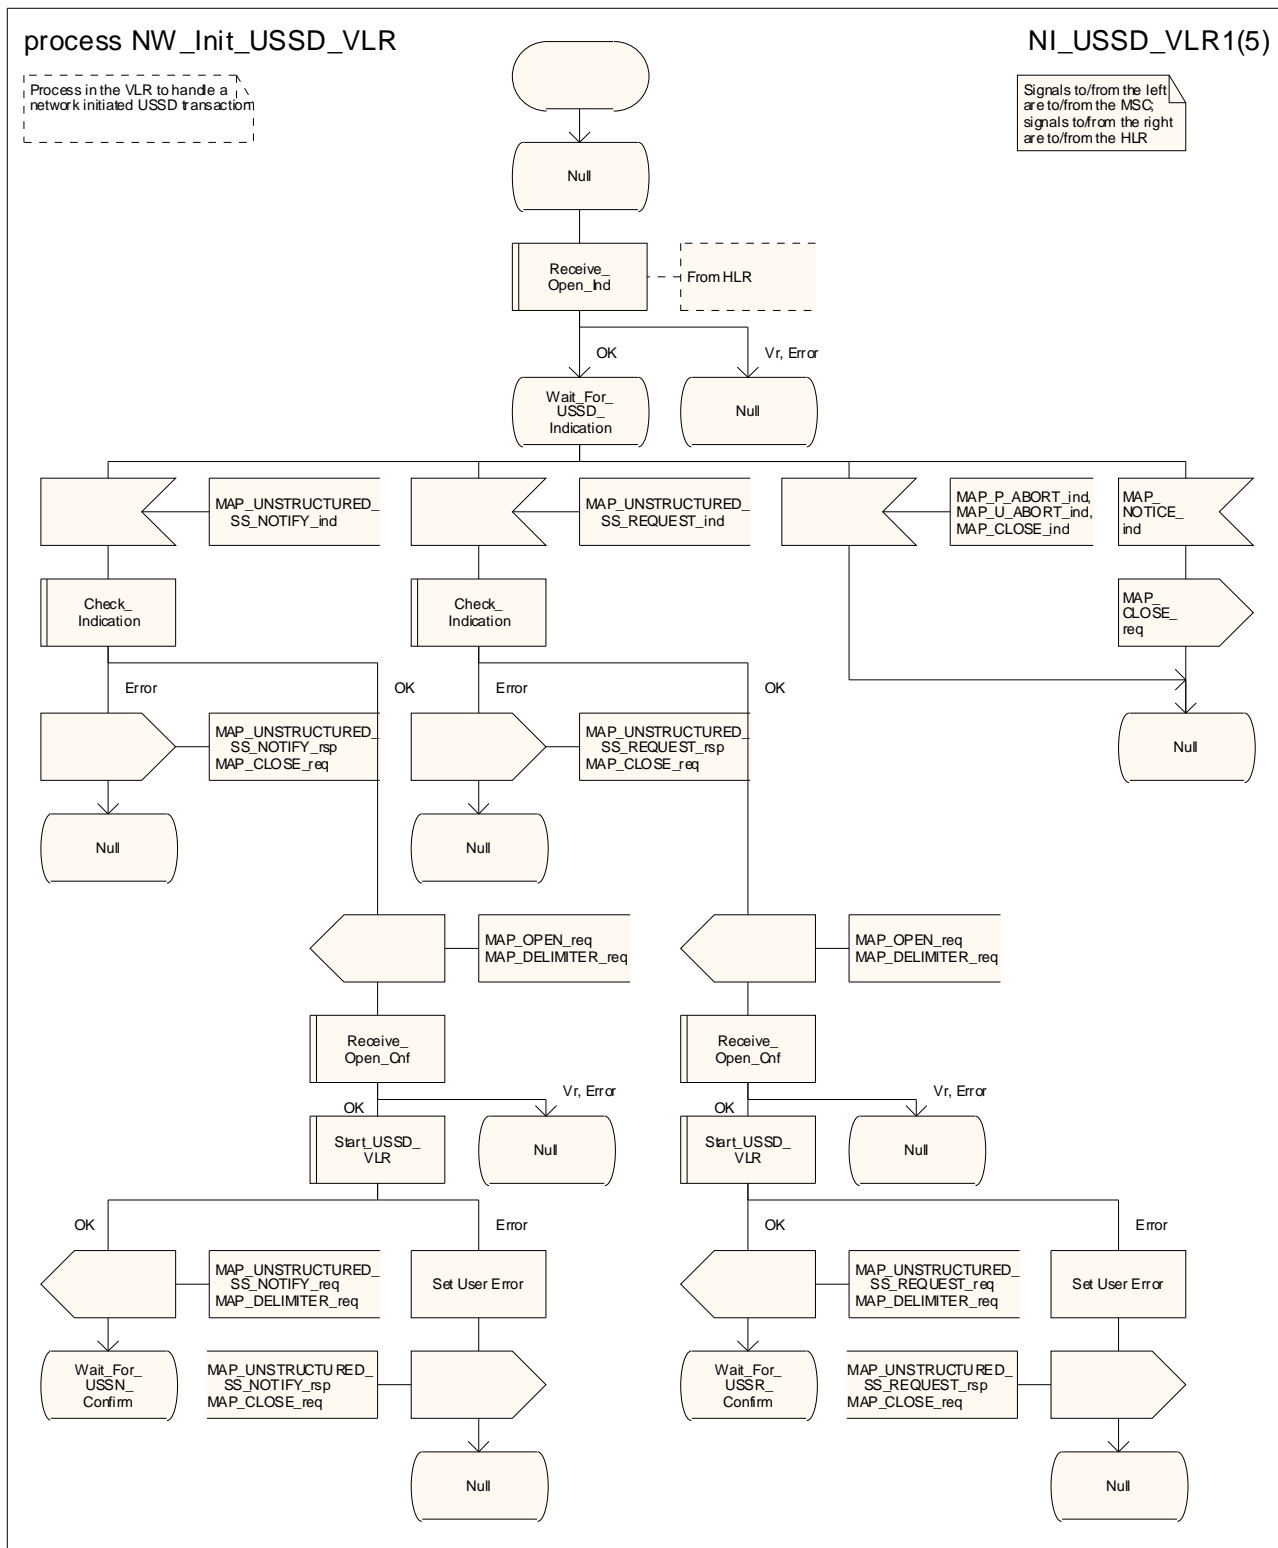 process NW_Init_USSD_VLR
NI_USSD_VLR1(5)
Process in the VLR to handle a
network initiated USSD transaction
Signals to/from the left
are to/from the MSC;
signals to/from the right
are to/from the HLR
Null
Receive_
Open_Ind
From HLR
OK
Vr, Error
Wait_For_
USSD_
Indication
Null
MAP_UNSTRUCTURED_
SS_NOTIFY_ind
MAP_UNSTRUCTURED_
SS_REQUEST_ind
MAP_P_ABORT_ind,
MAP_U_ABORT_ind,
MAP_CLOSE_ind
MAP_
NOTICE_
ind
Check_
Indication
Check_
Indication
MAP_
CLOSE_
req
Error
OK
Error
OK
MAP_UNSTRUCTURED_
SS_NOTIFY_rsp
MAP_CLOSE_req
MAP_UNSTRUCTURED_
SS_REQUEST_rsp
MAP_CLOSE_req
Null
Null
Null
MAP_OPEN_req
MAP_DELIMITER_req
MAP_OPEN_req
MAP_DELIMITER_req
Receive_
Open_Cnf
Receive_
Open_Cnf
OK
Vr, Error
OK
Vr, Error
Start_USSD_
VLR
Null
Start_USSD_
VLR
Null
OK
Error
OK
Error
MAP_UNSTRUCTURED_
SS_NOTIFY_req
MAP_DELIMITER_req
Set User Error
MAP_UNSTRUCTURED_
SS_REQUEST_req
MAP_DELIMITER_req
Set User Error
Wait_For_
USSN_
Confirm
MAP_UNSTRUCTURED_
SS_NOTIFY_rsp
MAP_CLOSE_req
Wait_For_
USSR_
Confirm
MAP_UNSTRUCTURED_
SS_REQUEST_rsp
MAP_CLOSE_req
Null
Null